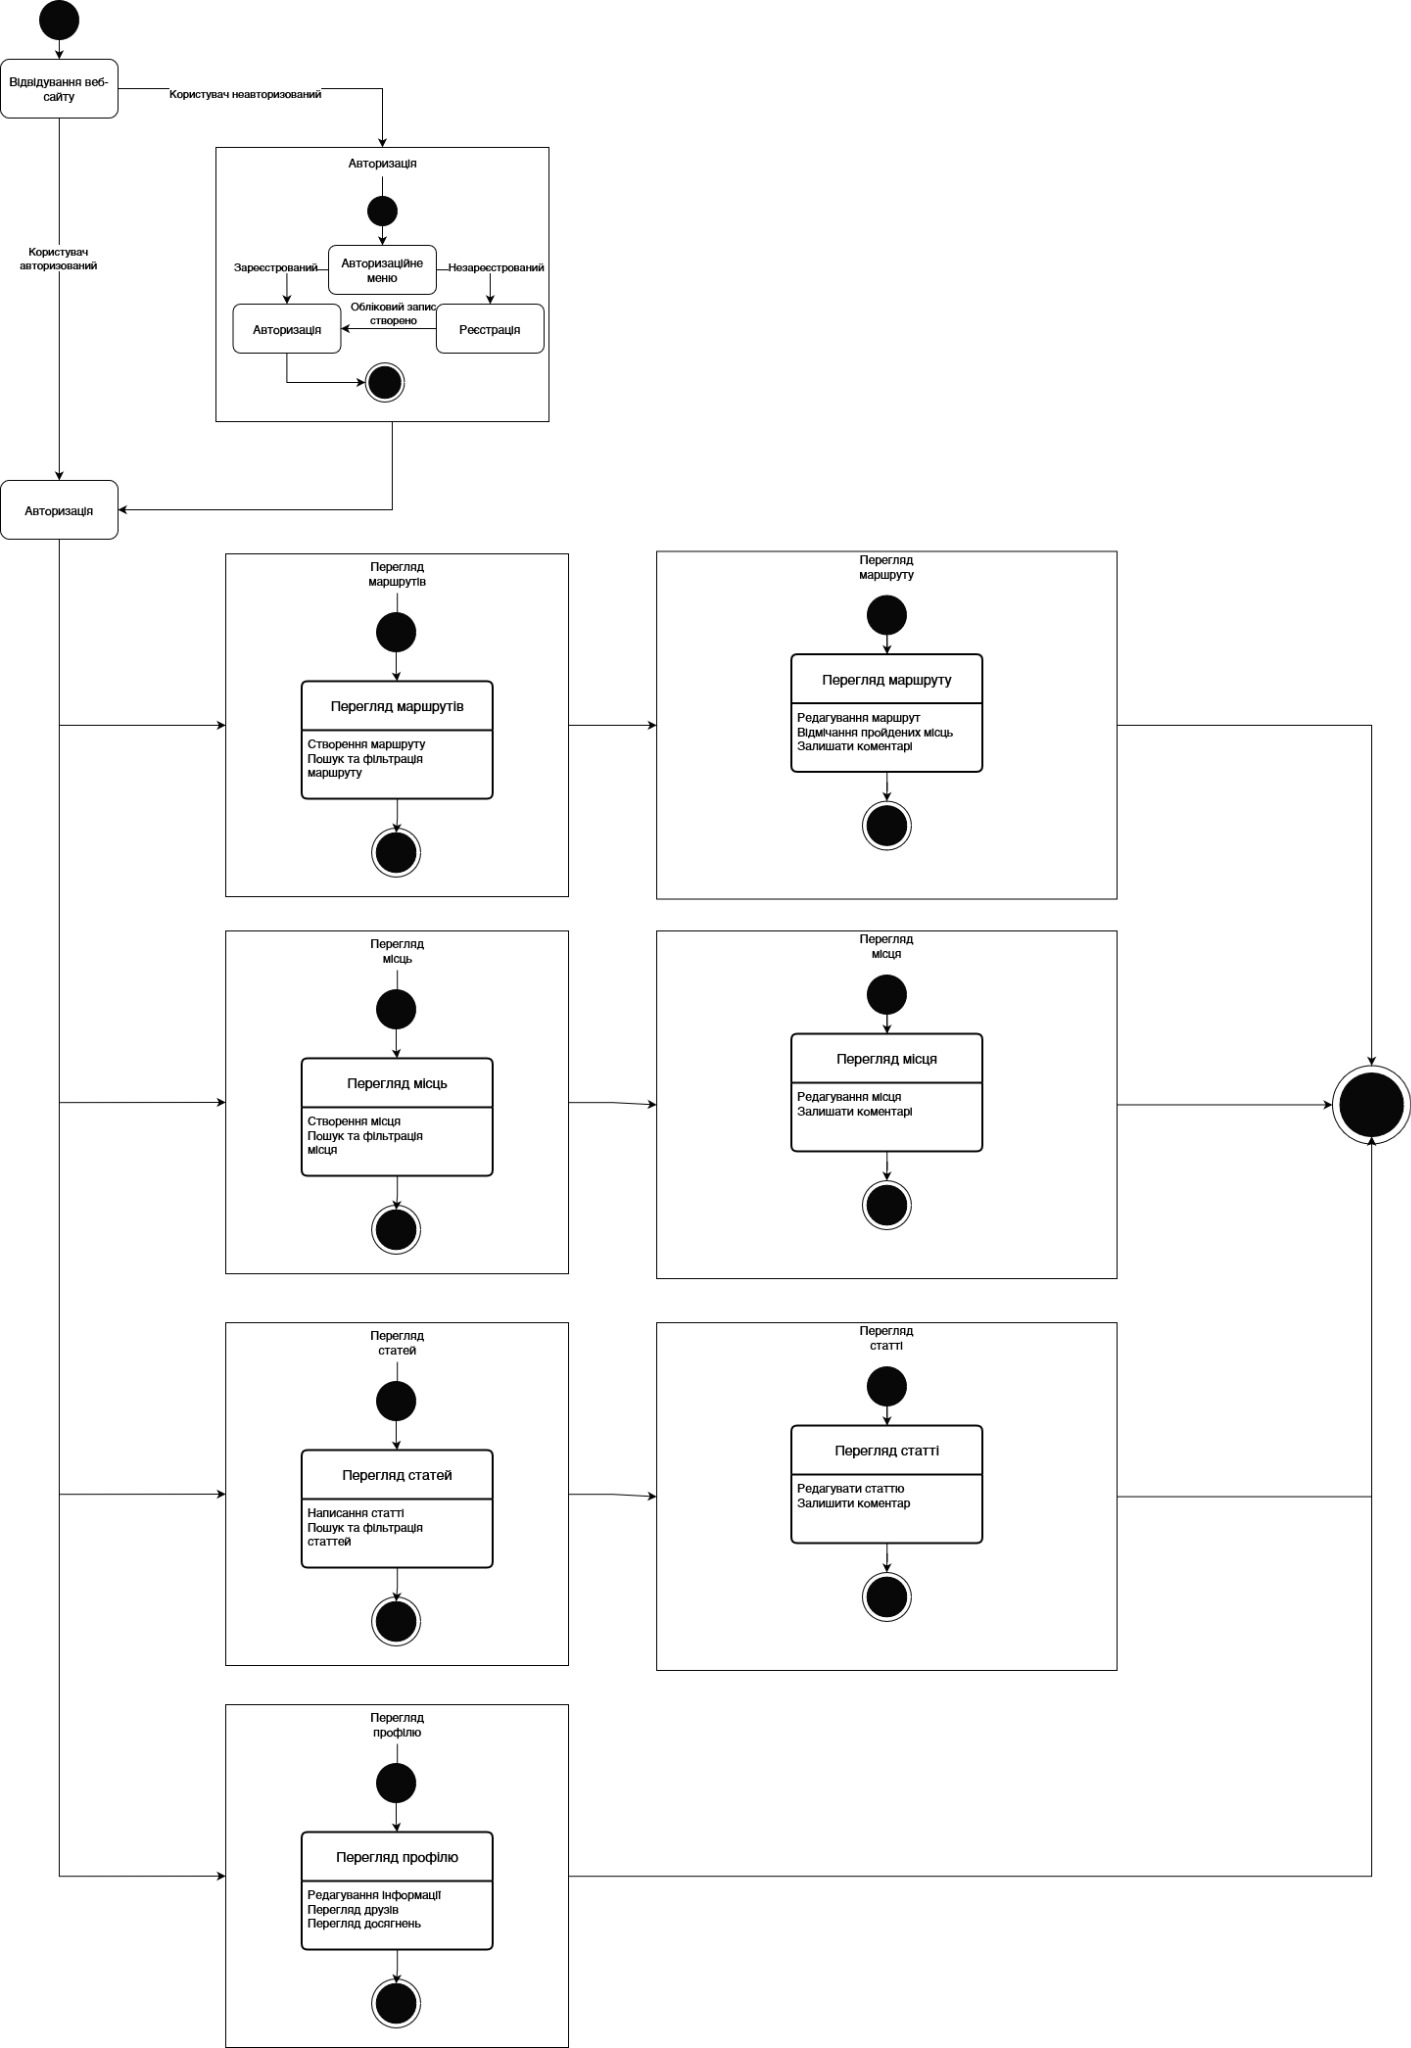 Відвідування веб-
сайту
Користувач неавторизований
Авторизація
Користувач
авторизований
Авторизаційне
меню
Зареєстрований
Незареєстрований
Обліковий запис
створено
Авторизація
Реєстрація
Авторизація
Перегляд
маршрутів
Перегляд маршрутів
Створення маршруту
Пошук та фільтрація
маршруту
Перегляд
маршруту
Перегляд маршруту
Редагування маршрут
Відмічання пройдених місць
Залишати коментарі
Перегляд
місць
Перегляд місць
Створення місця
Пошук та фільтрація
місця
Перегляд
місця
Перегляд місця
Редагування місця
Залишати коментарі
Перегляд
статей
Перегляд статей
Написання статті
Пошук та фільтрація
статтей
Перегляд
статті
Перегляд статті
Редагувати статтю
Залишити коментар
Перегляд
профілю
Перегляд профілю
Редагування інформації
Перегляд друзів
Перегляд досягнень